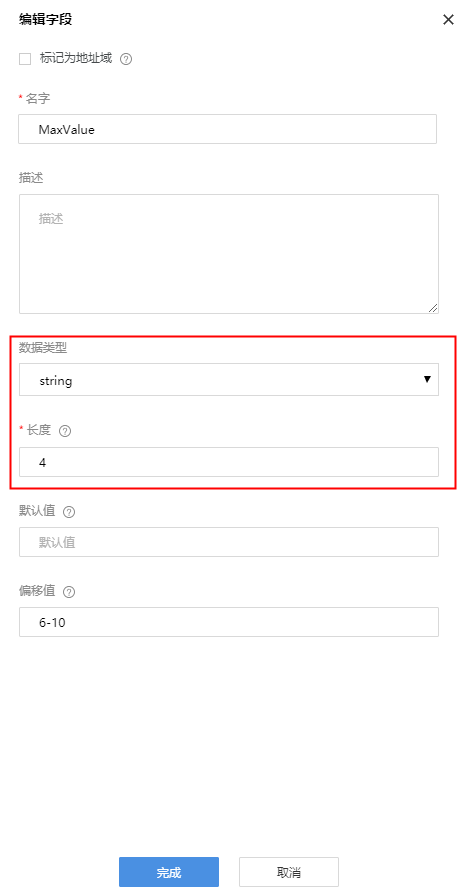 编辑字段
标记为地址域
* 名字
MaxValue
描述
描述
数据类型
string
* 长度
4
默认值
默认值
偏移值
6-10
完成
取消